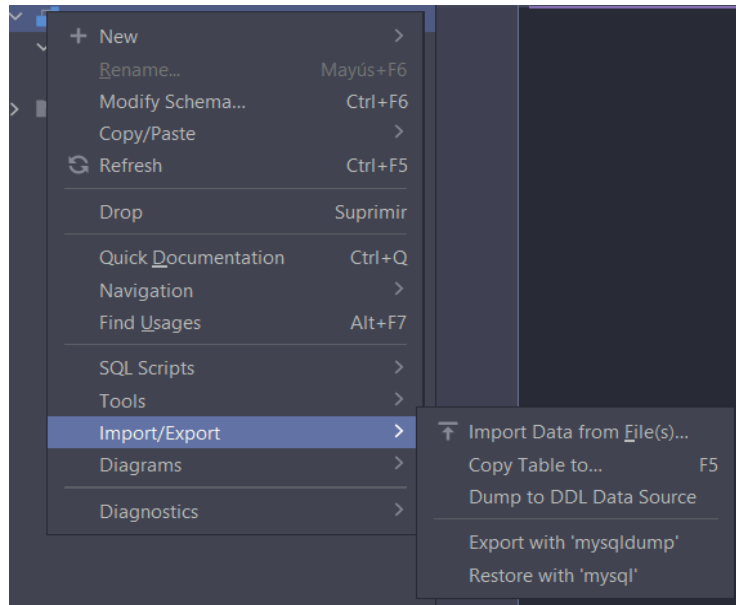 New
Rename... Mayús+F6
Modify Schema... Ctrl+F6
Copy/Paste
Refresh Ctrl+F5
Drop Suprimir
Quick Documentation Ctrl+Q
Navigation
Find Usages Alt+F7
SQL Scripts
Tools
Import/Export
Diagrams
Diagnostics
Import Data from File(s)...
Copy Table to... F5
Dump to DDL Data Source
Export with 'mysqldump'
Restore with 'mysql'